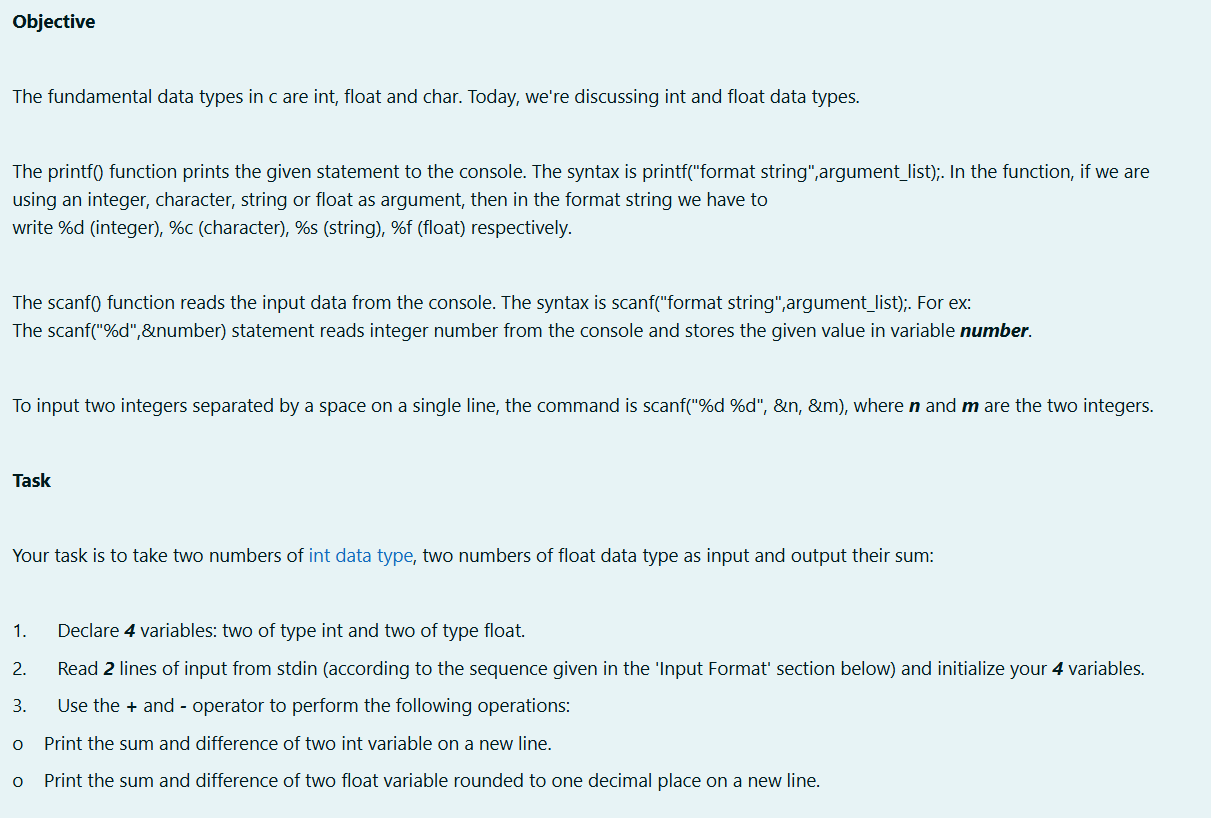 Objective
The fundamental data types in c are int, float and char. Today, we're discussing int and float data types.
The printf() function prints the given statement to the console. The syntax is printf("format string",argument_list);. In the function, if we are
using an integer, character, string or float as argument, then in the format string we have to
write %d (integer), %c (character), %s (string), %f (float) respectively.
The scanf() function reads the input data from the console. The syntax is scanf("format string",argument_list);. For ex:
The scanf("%d",&number) statement reads integer number from the console and stores the given value in variable number.
To input two integers separated by a space on a single line, the command is scanf("%d %d", &n, &m), where n and m are the two integers.
Task
Your task is to take two numbers of int data type, two numbers of float data type as input and output their sum:
1. Declare 4 variables: two of type int and two of type float.
2. Read 2 lines of input from stdin (according to the sequence given in the 'Input Format' section below) and initialize your 4 variables.
3. Use the + and - operator to perform the following operations:
o Print the sum and difference of two int variable on a new line.
o Print the sum and difference of two float variable rounded to one decimal place on a new line.